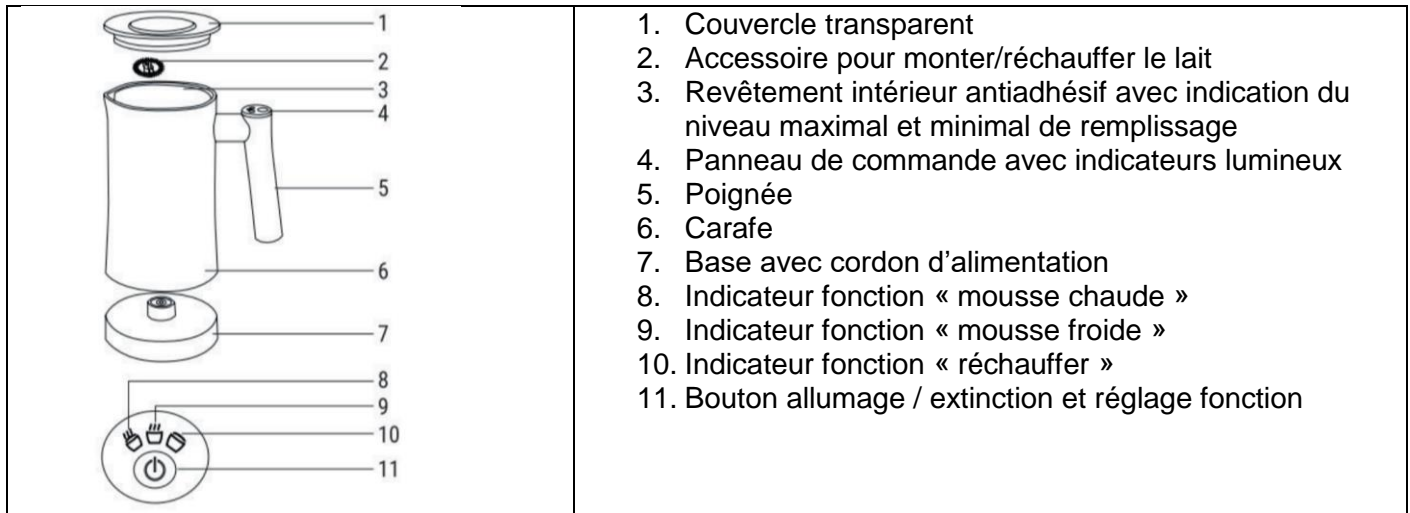 1
2
3
4
5
6
7
8
9
10
11
1. Couvercle transparent
2. Accessoire pour monter/réchauffer le lait
3. Revêtement intérieur antiadhésif avec indication du
niveau maximal et minimal de remplissage
4. Panneau de commande avec indicateurs lumineux
5. Poignée
6. Carafe
7. Base avec cordon d’alimentation
8. Indicateur fonction « mousse chaude »
9. Indicateur fonction « mousse froide »
10. Indicateur fonction « réchauffer »
11. Bouton allumage / extinction et réglage fonction